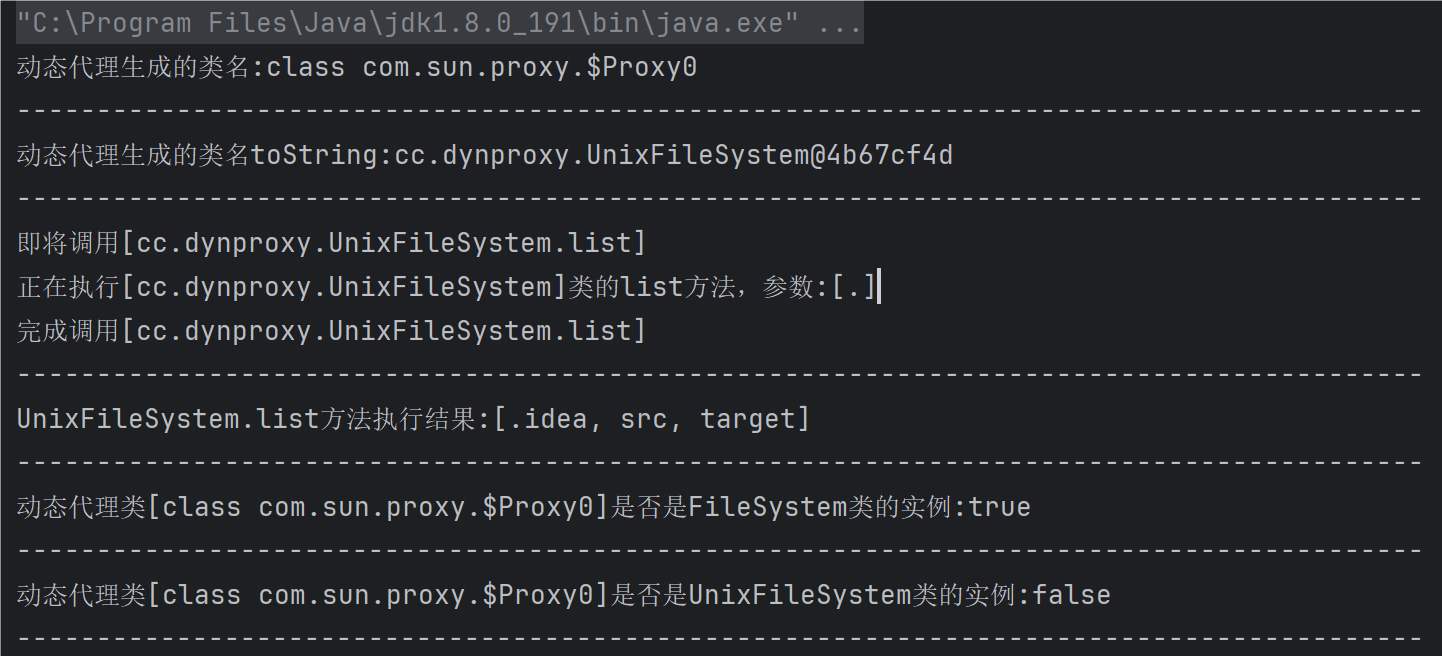 "C:\Program Files\Java\jdk1.8.0_191\bin\java.exe" ...
动态代理生成的类名:class com.sun.proxy.$Proxy0
----------------------------------------------------------------------------------------
动态代理生成的类名toString:cc.dynproxy.UnixFileSystem@4b67cf4d
----------------------------------------------------------------------------------------
即将调用[cc.dynproxy.UnixFileSystem.list]
正在执行[cc.dynproxy.UnixFileSystem]类的list方法，参数:[.]
完成调用[cc.dynproxy.UnixFileSystem.list]
----------------------------------------------------------------------------------------
UnixFileSystem.list方法执行结果:[.idea, src, target]
----------------------------------------------------------------------------------------
动态代理类[class com.sun.proxy.$Proxy0]是否是FileSystem类的实例:true
----------------------------------------------------------------------------------------
动态代理类[class com.sun.proxy.$Proxy0]是否是UnixFileSystem类的实例:false
----------------------------------------------------------------------------------------